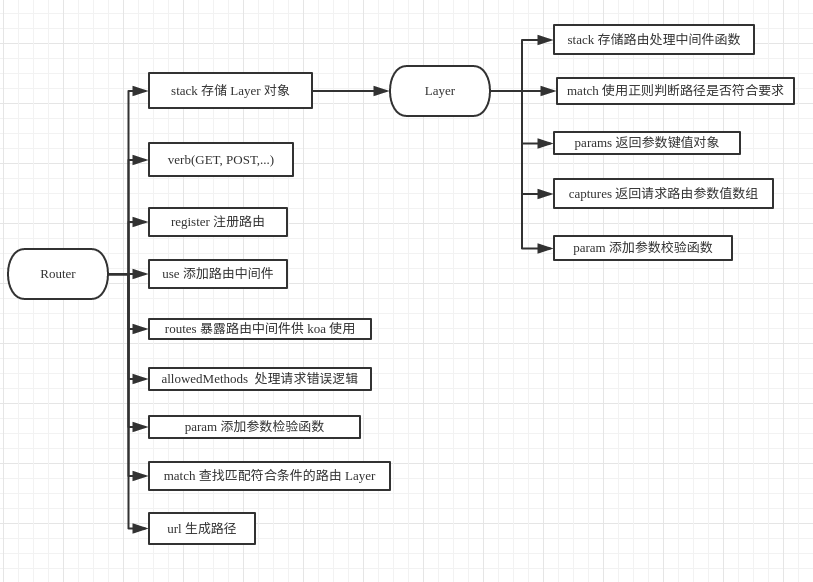 Router
stack 存储 Layer 对象
verb(GET, POST,...)
register 注册路由
use 添加路由中间件
routes 暴露路由中间件供 koa 使用
allowedMethods 处理请求错误逻辑
param 添加参数检验函数
match 查找匹配符合条件的路由 Layer
url 生成路径
Layer
stack 存储路由处理中间件函数
match 使用正则判断路径是否符合要求
params 返回参数键值对象
captures 返回请求路由参数值数组
param 添加参数校验函数